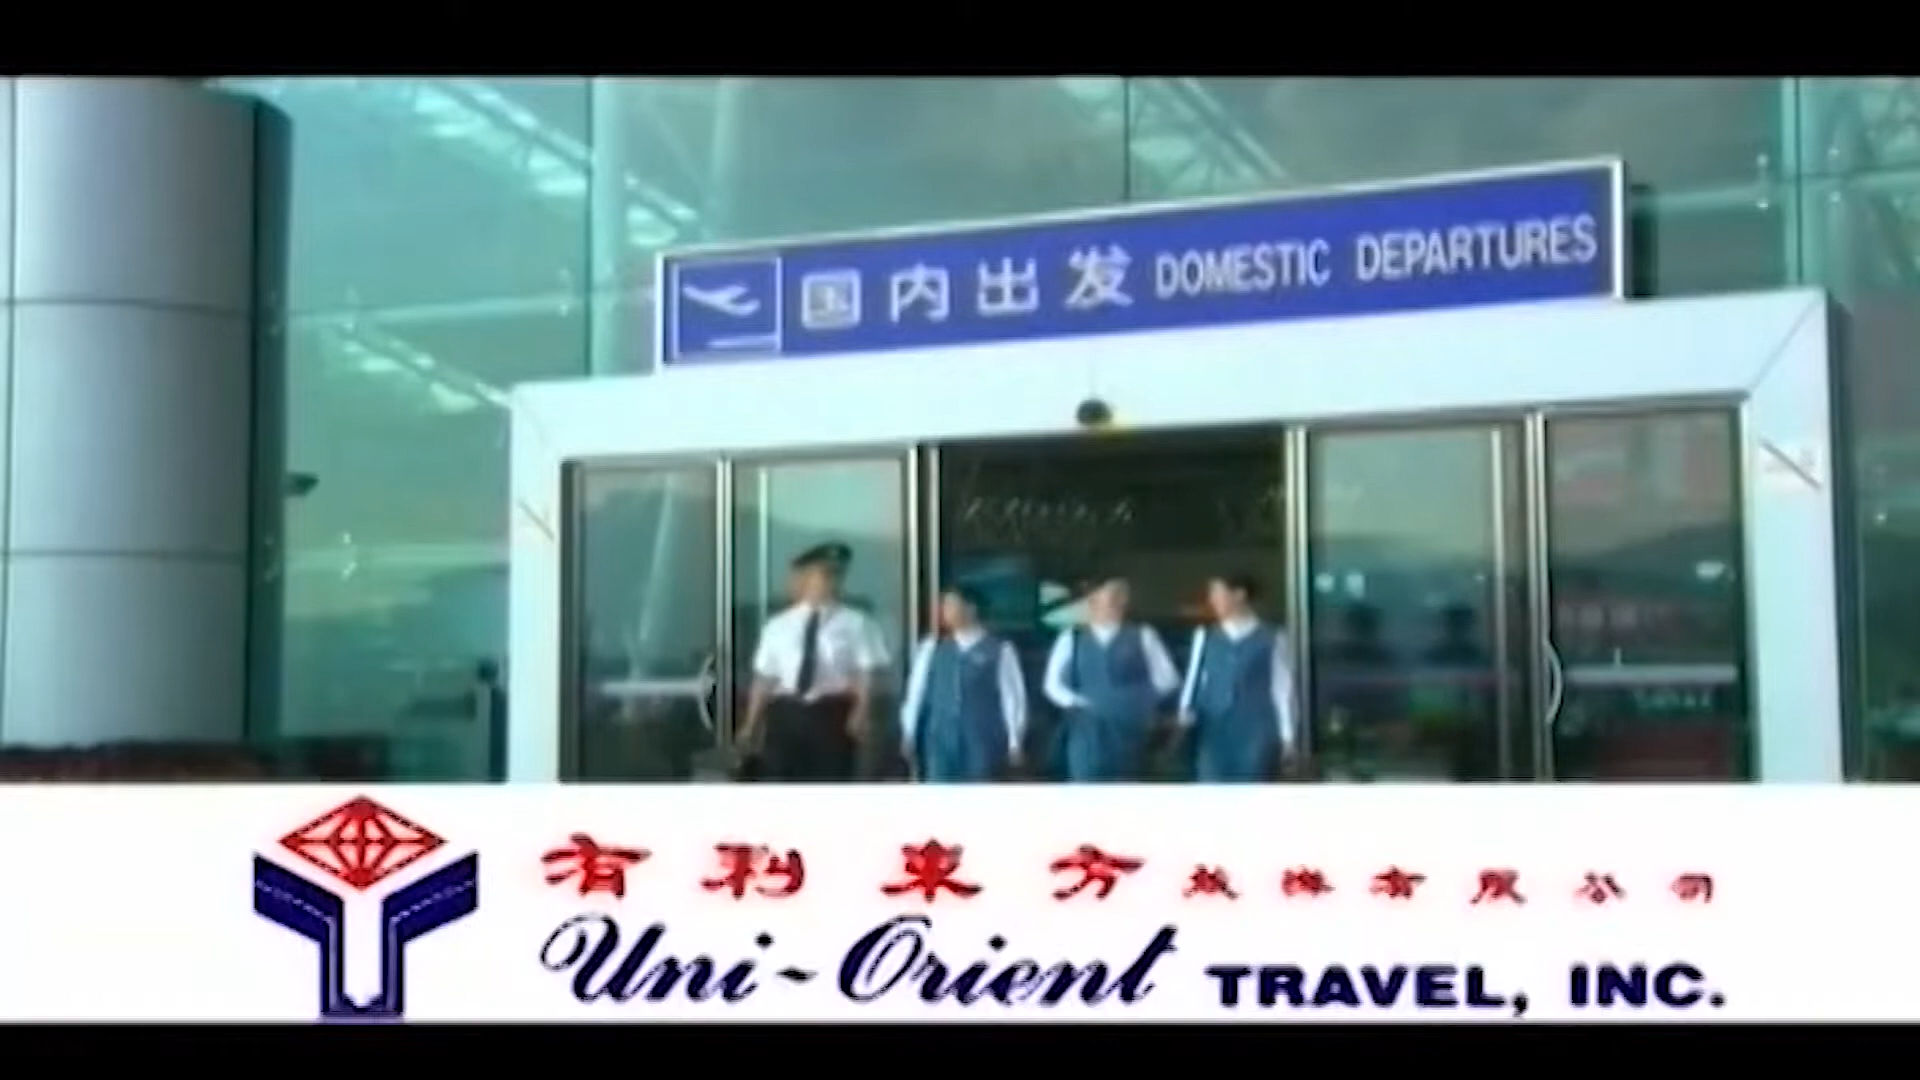 国内出发 DOMESTIC DEPARTURES
有利東方旅遊有限公司
Uni-Orient TRAVEL, INC.